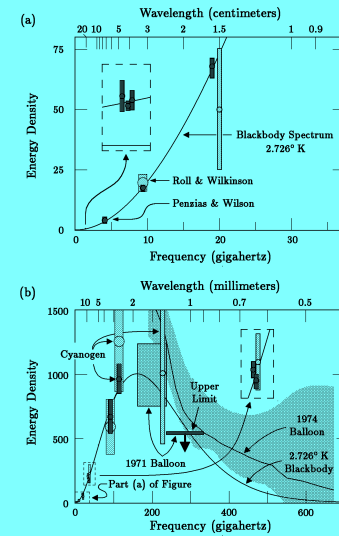 Wavelength (centimeters)
(a)
20 10 5 3 2 1.5 1 0.9
75
50
25
0
Energy Density
Blackbody Spectrum
2.726° K
Roll & Wilkinson
Penzias & Wilson
0 10 20 30
Frequency (gigahertz)
Wavelength (millimeters)
(b)
10 5 2 1 0.7 0.5
1500
1000
500
0
Energy Density
Cyanogen
Upper
Limit
1974
Balloon
1971 Balloon
2.726° K
Blackbody
Part (a) of Figure
0 200 400 600
Frequency (gigahertz)